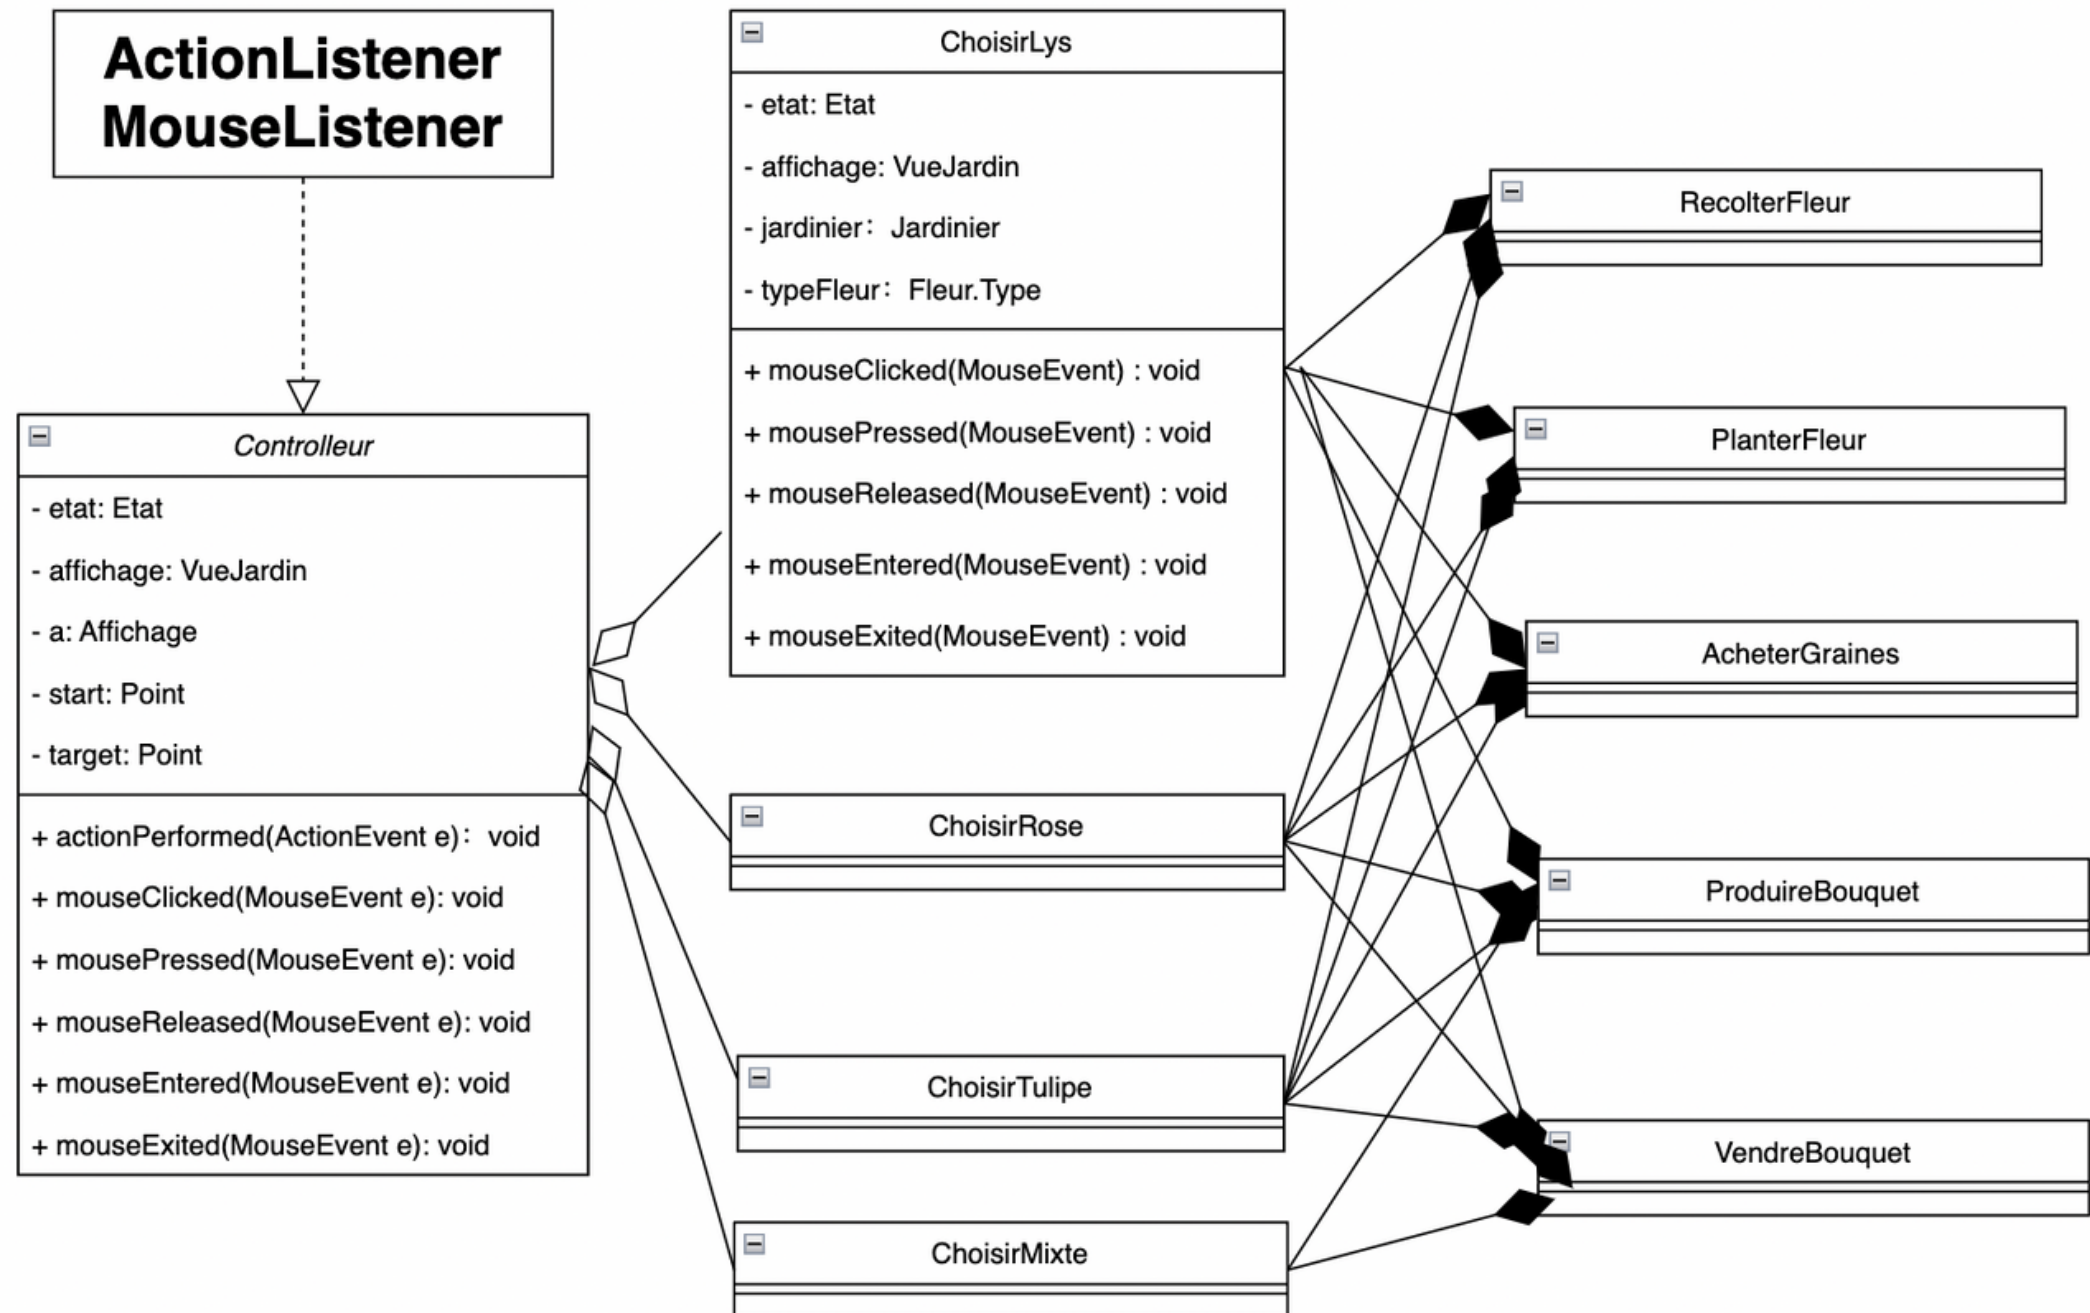 ActionListener
MouseListener
Controlleur
- etat: Etat
- affichage: VueJardin
- a: Affichage
- start: Point
- target: Point
+ actionPerformed(ActionEvent e)： void
+ mouseClicked(MouseEvent e): void
+ mousePressed(MouseEvent e): void
+ mouseReleased(MouseEvent e): void
+ mouseEntered(MouseEvent e): void
+ mouseExited(MouseEvent e): void
ChoisirLys
- etat: Etat
- affichage: VueJardin
- jardinier： Jardinier
- typeFleur： Fleur.Type
+ mouseClicked(MouseEvent) : void
+ mousePressed(MouseEvent) : void
+ mouseReleased(MouseEvent) : void
+ mouseEntered(MouseEvent) : void
+ mouseExited(MouseEvent) : void
ChoisirRose
ChoisirTulipe
ChoisirMixte
RecolterFleur
PlanterFleur
AcheterGraines
ProduireBouquet
VendreBouquet